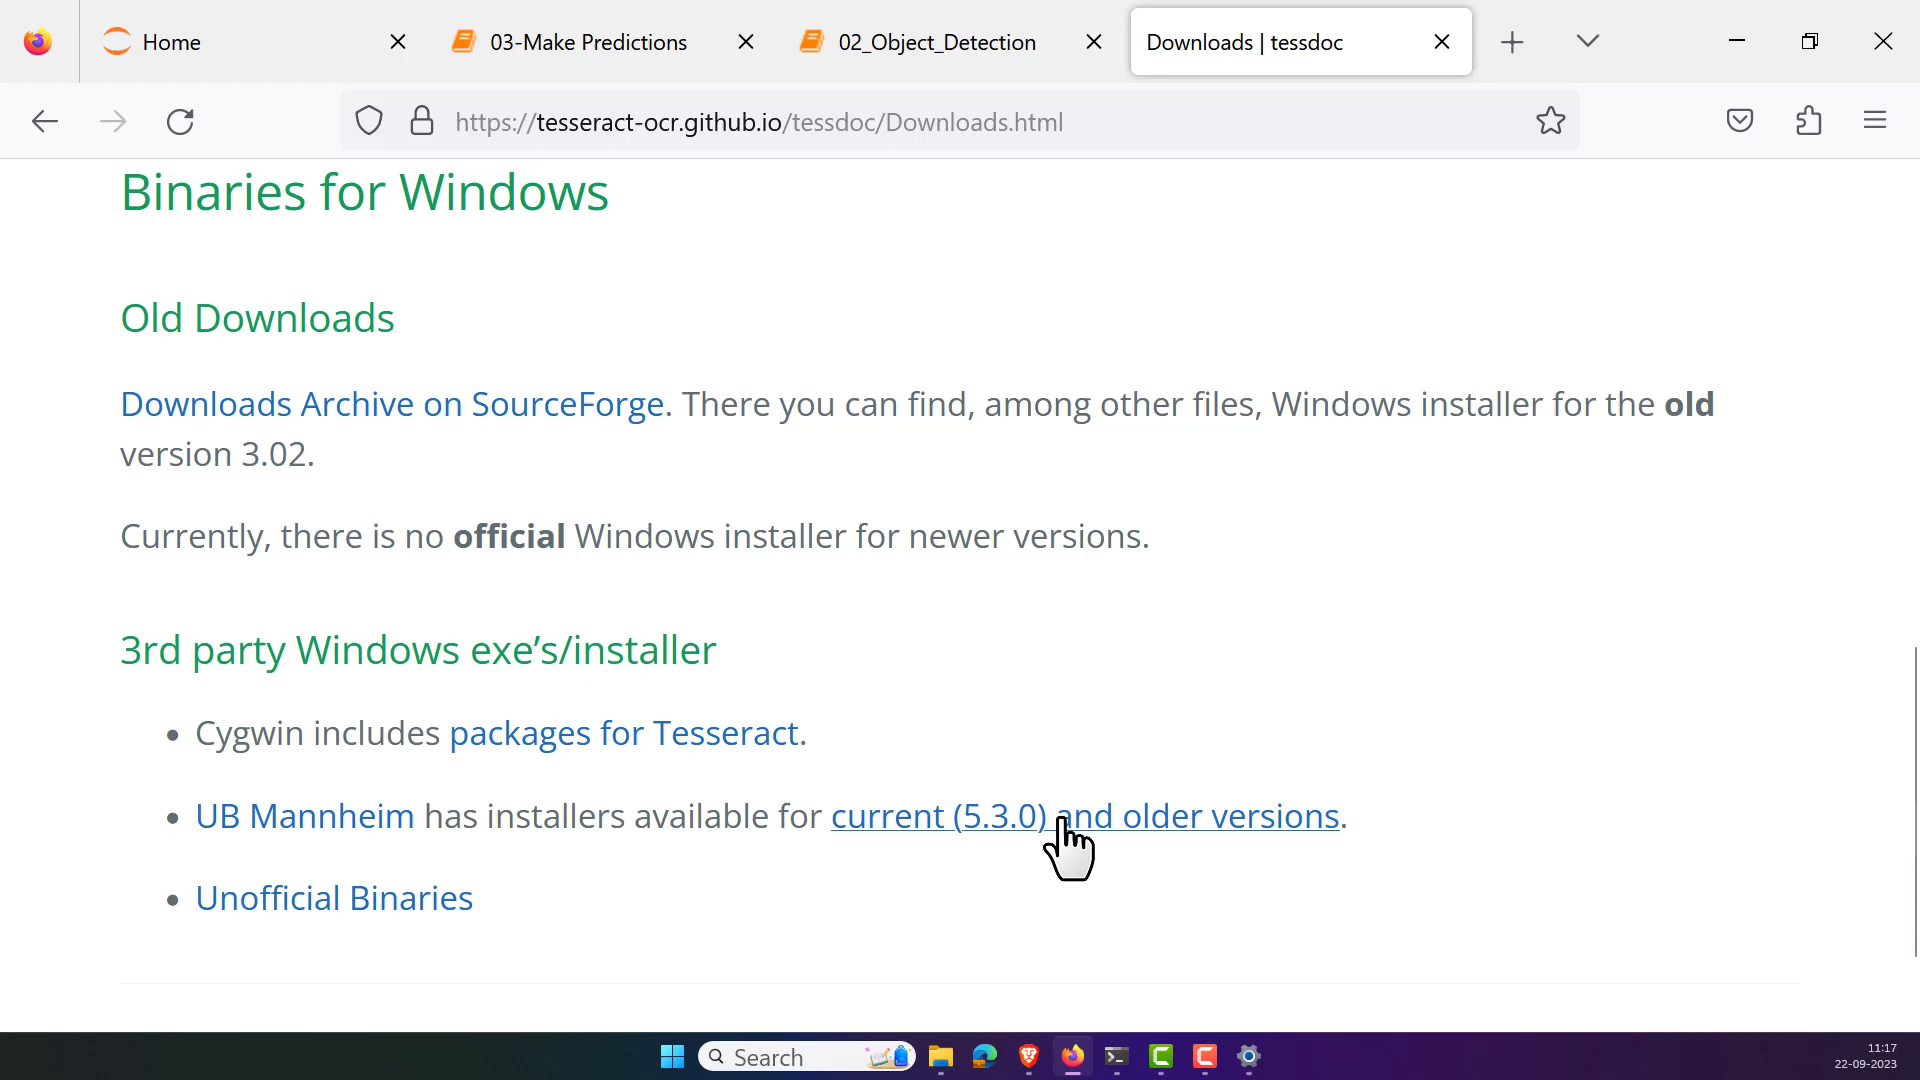 Home
03-Make Predictions
02_Object_Detection
Downloads | tessdoc
https://tesseract-ocr.github.io/tessdoc/Downloads.html
Binaries for Windows
Old Downloads
Downloads Archive on SourceForge. There you can find, among other files, Windows installer for the old
version 3.02.
Currently, there is no official Windows installer for newer versions.
3rd party Windows exe’s/installer
• Cygwin includes packages for Tesseract.
• UB Mannheim has installers available for current (5.3.0) and older versions.
• Unofficial Binaries
Search
11:17
22-09-2023